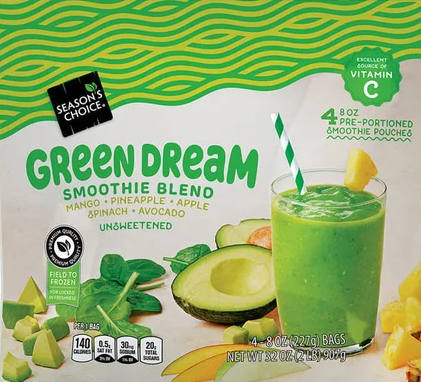 SEASON'S
CHOICE®
EXCELLENT
SOURCE OF
VITAMIN
C
4 8 OZ
PRE-PORTIONED
SMOOTHIE POUCHES
GREEN DREAM
SMOOTHIE BLEND
MANGO • PINEAPPLE • APPLE
SPINACH • AVOCADO
UNSWEETENED
PREMIUM QUALITY
PREMIUM QUALITY
FIELD TO
FROZEN
FOR LOCKED
IN FRESHNESS
PER 1 BAG
140
CALORIES
0.5g
SAT FAT
30mg
SODIUM
20g
TOTAL
SUGARS
4 - 8 OZ (227g) BAGS
NET WT 32 OZ (2 LB) 907g